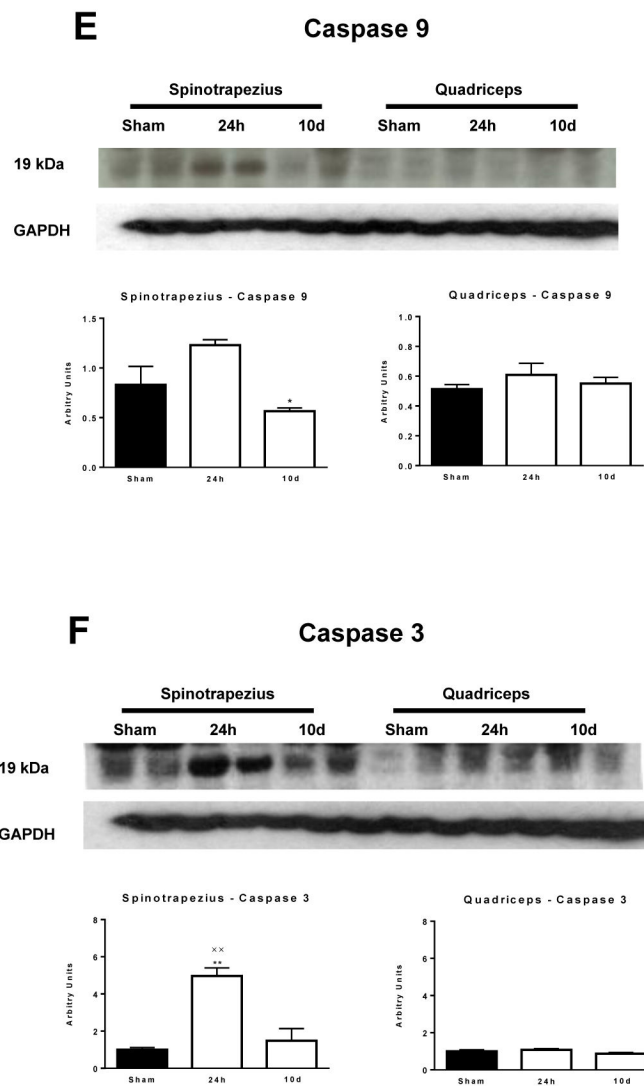 E
Caspase 9
Spinotrapezius Quadriceps
Sham 24h 10d Sham 24h 10d
19 kDa
GAPDH
Spinotrapezius - Caspase 9
Arbitry Units
1.5
1.0
0.5
0.0
*
Sham 24h 10d
Quadriceps - Caspase 9
Arbitry Units
1.0
0.8
0.6
0.4
0.2
0.0
Sham 24h 10d
F
Caspase 3
Spinotrapezius Quadriceps
Sham 24h 10d Sham 24h 10d
19 kDa
GAPDH
Spinotrapezius - Caspase 3
Arbitry Units
8
6
4
2
0
××
**
Sham 24h 10d
Quadriceps - Caspase 3
Arbitry Units
8
6
4
2
0
Sham 24h 10d